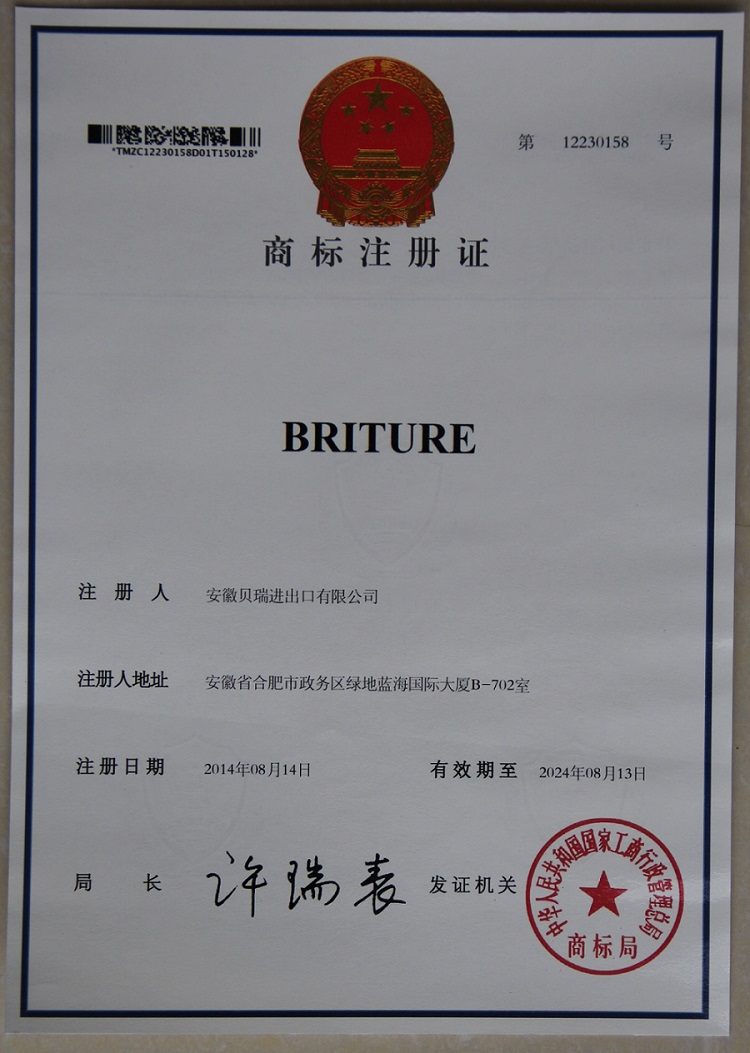 *TMZC12230158D01T150128*
第 12230158 号
商标注册证
BRITURE
注册人 安徽贝瑞进出口有限公司
注册人地址 安徽省合肥市政务区绿地蓝海国际大厦B-702室
注册日期 2014年08月14日 有效期至 2024年08月13日
局长 许瑞表 发证机关
中华人民共和国国家工商行政管理总局
商标局